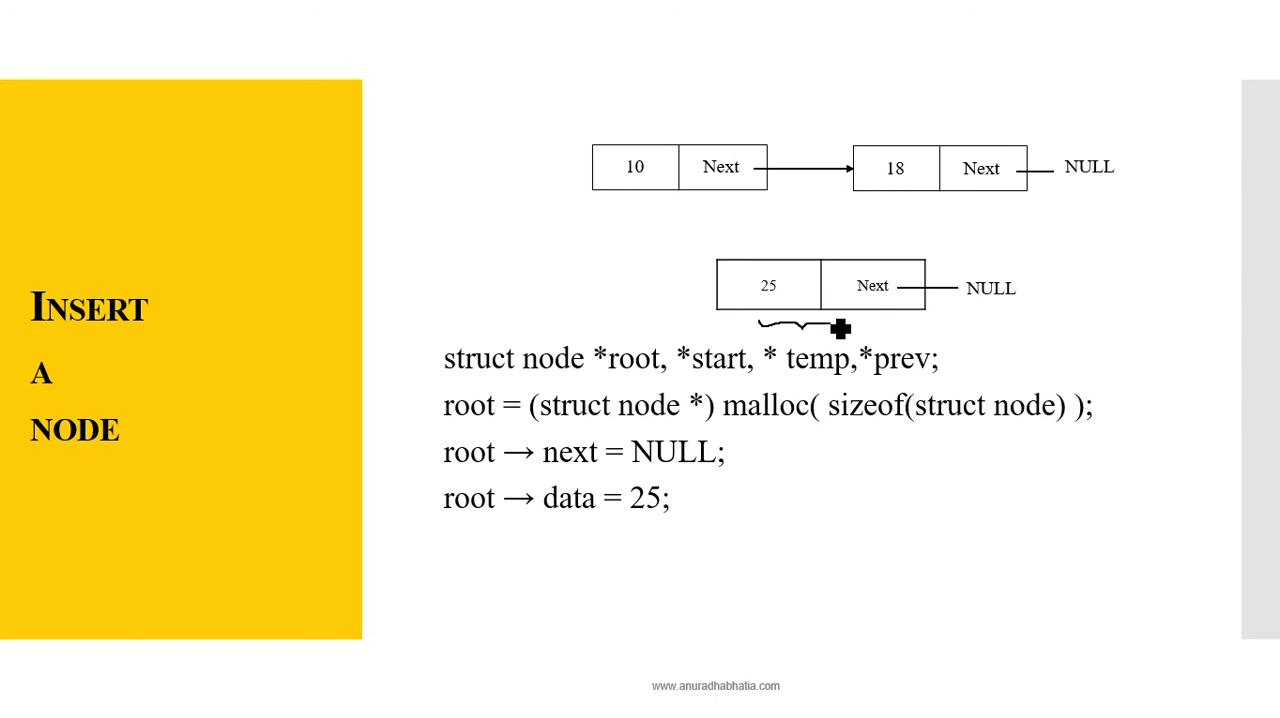 INSERT
A
NODE
10 Next 18 Next NULL
25 Next NULL
struct node *root, *start, * temp,*prev;
root = (struct node *) malloc( sizeof(struct node) );
root → next = NULL;
root → data = 25;
www.anuradhabhatia.com